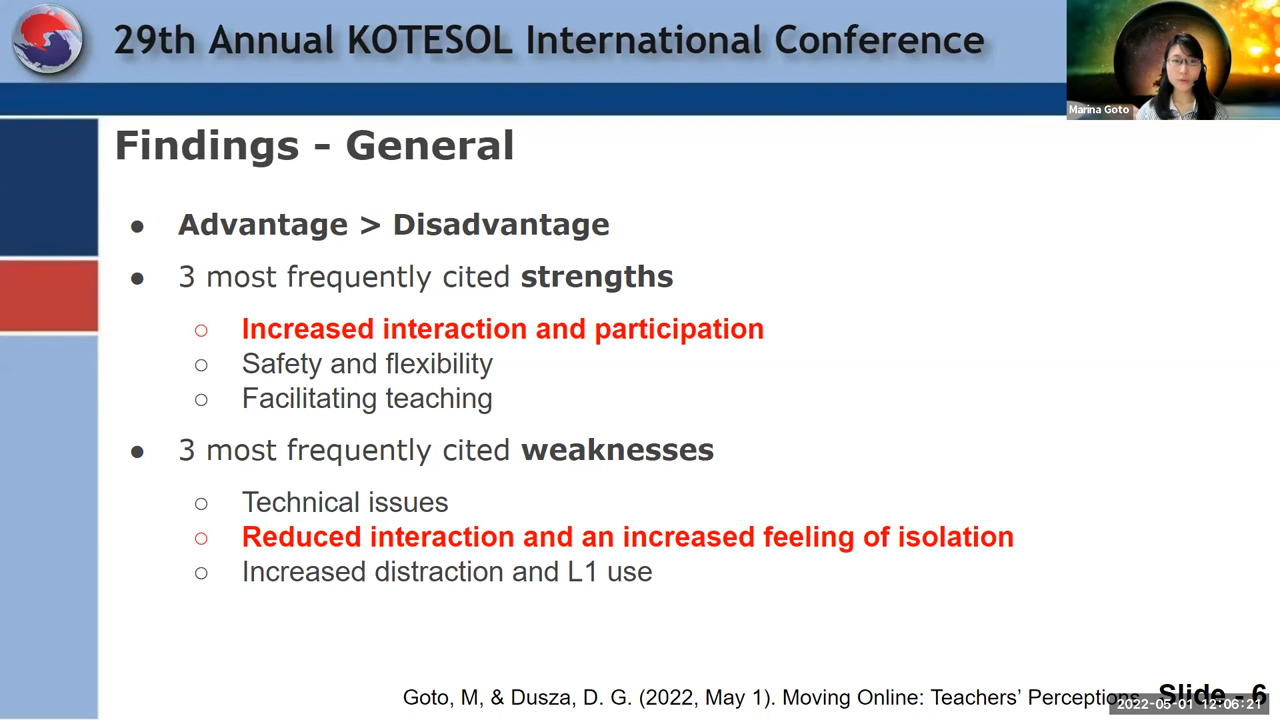 29th Annual KOTESOL International Conference
Marina Goto
Findings - General
● Advantage > Disadvantage
● 3 most frequently cited strengths
○ Increased interaction and participation
○ Safety and flexibility
○ Facilitating teaching
● 3 most frequently cited weaknesses
○ Technical issues
○ Reduced interaction and an increased feeling of isolation
○ Increased distraction and L1 use
Goto, M, & Dusza, D. G. (2022, May 1). Moving Online: Teachers’ Perceptions. Slide - 6
2022-05-01 12:06:21